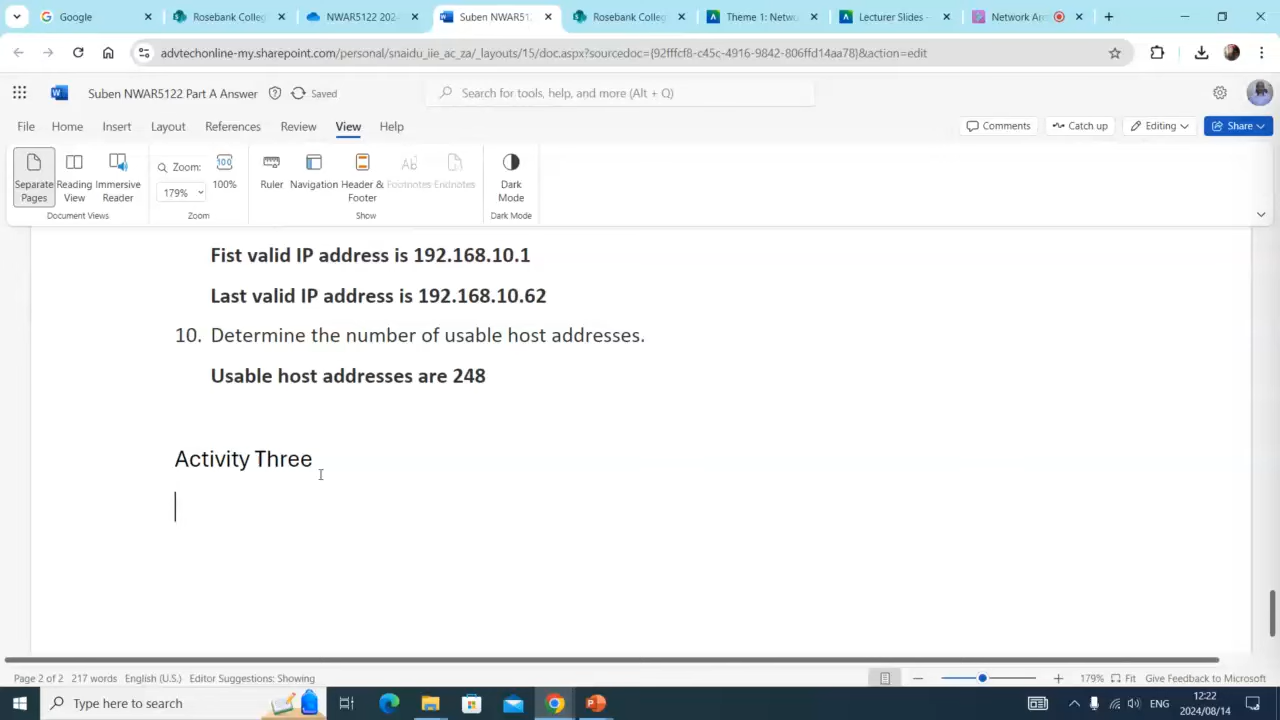 Google
Rosebank Colleg
NWAR5122 202
Suben NWAR51
Rosebank Colleg
Theme 1: Netwo
Lecturer Slides -
Network Arc
advtechonline-my.sharepoint.com/personal/snaidu_iie_ac_za/_layouts/15/doc.aspx?sourcedoc={92fffcf8-c45c-4916-9842-806ffd14aa78}&action=edit
Suben NWAR5122 Part A Answer
Saved
Search for tools, help, and more (Alt + Q)
File Home Insert Layout References Review View Help
Comments Catch up Editing Share
Separate Pages
Reading View
Immersive Reader
Document Views
Zoom:
179%
100
100%
Zoom
Ruler
Navigation
Header & Footer
Ab
Footnotes
Endnotes
Show
Dark Mode
Dark Mode
Fist valid IP address is 192.168.10.1
Last valid IP address is 192.168.10.62
10. Determine the number of usable host addresses.
Usable host addresses are 248
Activity Three
Page 2 of 2 217 words English (U.S.) Editor Suggestions: Showing
179% Fit Give Feedback to Microsoft
Type here to search
ENG
12:22
2024/08/14